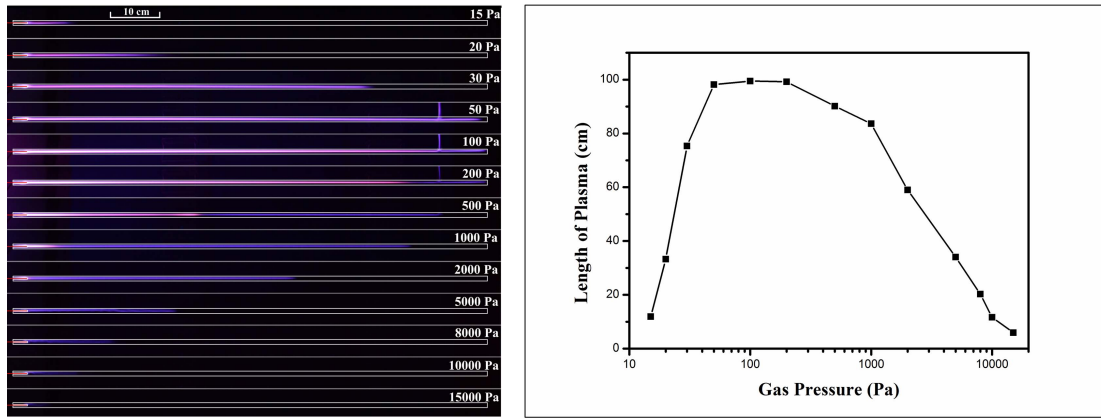 10 cm
15 Pa
20 Pa
30 Pa
50 Pa
100 Pa
200 Pa
500 Pa
1000 Pa
2000 Pa
5000 Pa
8000 Pa
10000 Pa
15000 Pa
Length of Plasma (cm)
100
80
60
40
20
0
10
100
1000
10000
Gas Pressure (Pa)